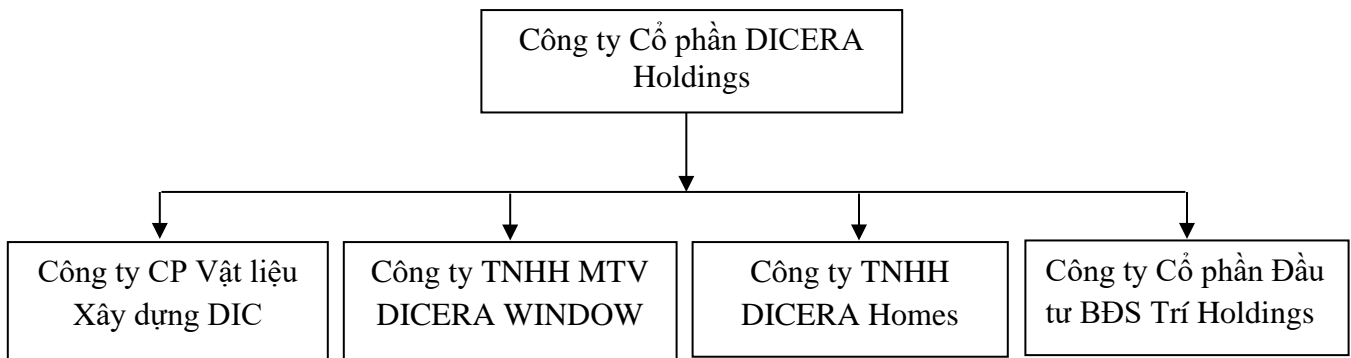 Công ty Cổ phần DICERA
Holdings
Công ty CP Vật liệu
Xây dựng DIC
Công ty TNHH MTV
DICERA WINDOW
Công ty TNHH
DICERA Homes
Công ty Cổ phần Đầu
tư BĐS Trí Holdings